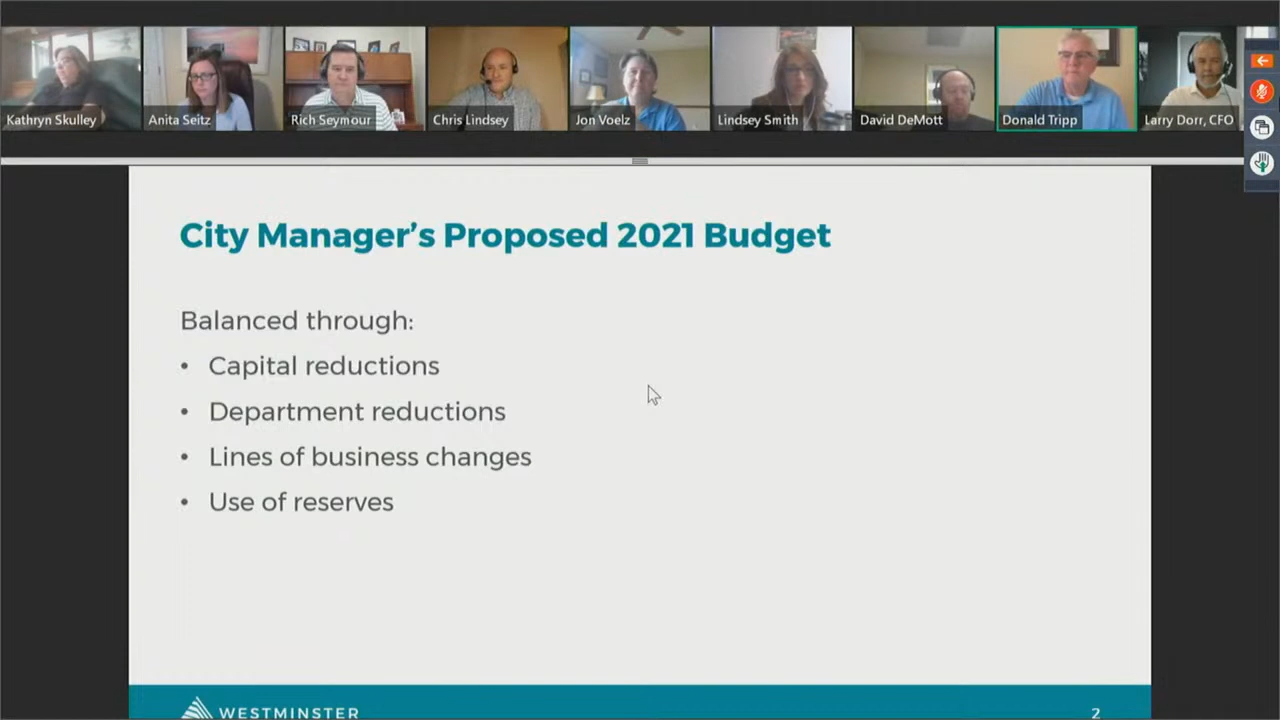 Kathryn Skulley
Anita Seitz
Rich Seymour
Chris Lindsey
Jon Voelz
Lindsey Smith
David DeMott
Donald Tripp
Larry Dorr, CFO
City Manager's Proposed 2021 Budget
Balanced through:
• Capital reductions
• Department reductions
• Lines of business changes
• Use of reserves
WESTMINSTER
2